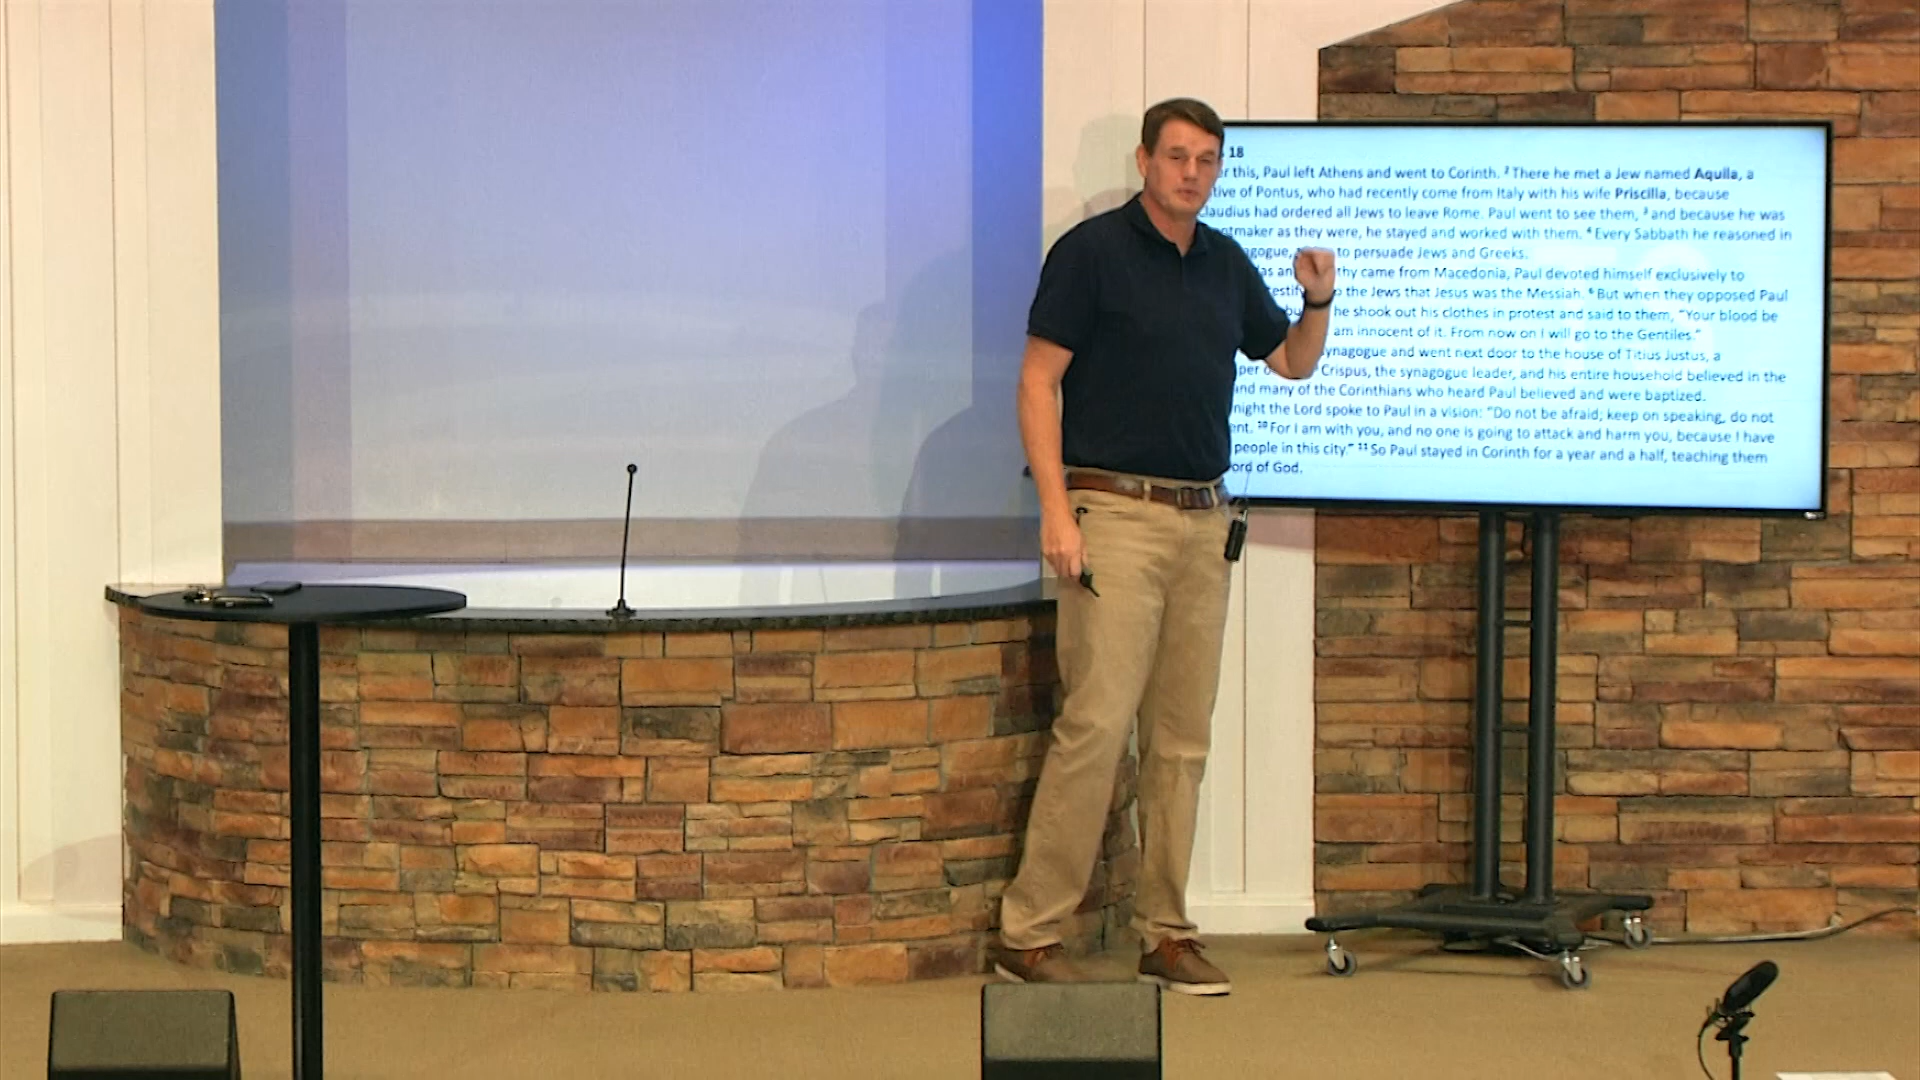 18
er this, Paul left Athens and went to Corinth. ² There he met a Jew named Aquila, a
tive of Pontus, who had recently come from Italy with his wife Priscilla, because
Claudius had ordered all Jews to leave Rome. Paul went to see them, ³ and because he was
ntmaker as they were, he stayed and worked with them. ⁴ Every Sabbath he reasoned in
gogue, to persuade Jews and Greeks.
las an thy came from Macedonia, Paul devoted himself exclusively to
testify o the Jews that Jesus was the Messiah. ⁶ But when they opposed Paul
bu he shook out his clothes in protest and said to them, "Your blood be
am innocent of it. From now on I will go to the Gentiles."
ynagogue and went next door to the house of Titius Justus, a
per o Crispus, the synagogue leader, and his entire household believed in the
and many of the Corinthians who heard Paul believed and were baptized.
night the Lord spoke to Paul in a vision: "Do not be afraid; keep on speaking, do not
ent. ¹⁰ For I am with you, and no one is going to attack and harm you, because I have
people in this city." ¹¹ So Paul stayed in Corinth for a year and a half, teaching them
ord of God.